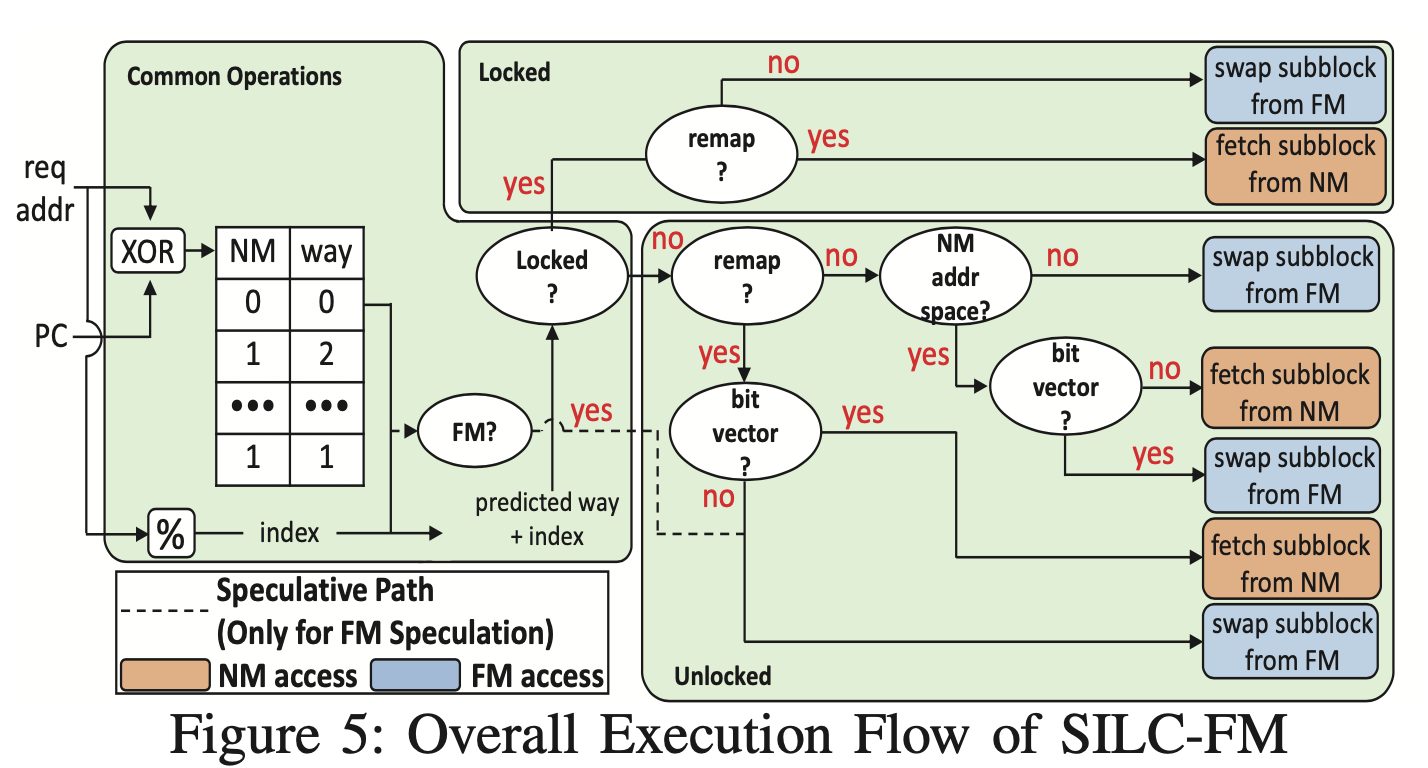 Common Operations
req
addr
XOR
PC
NM way
0 0
1 2
••• •••
1 1
FM?
yes
%
index
predicted way
+ index
Locked
?
yes
no
Locked
remap
?
no
yes
swap subblock
from FM
fetch subblock
from NM
remap
?
no
yes
NM
addr
space?
no
yes
swap subblock
from FM
bit
vector
?
no
yes
fetch subblock
from NM
swap subblock
from FM
bit
vector
?
yes
no
fetch subblock
from NM
swap subblock
from FM
Unlocked
Speculative Path
(Only for FM Speculation)
NM access FM access
Figure 5: Overall Execution Flow of SILC-FM